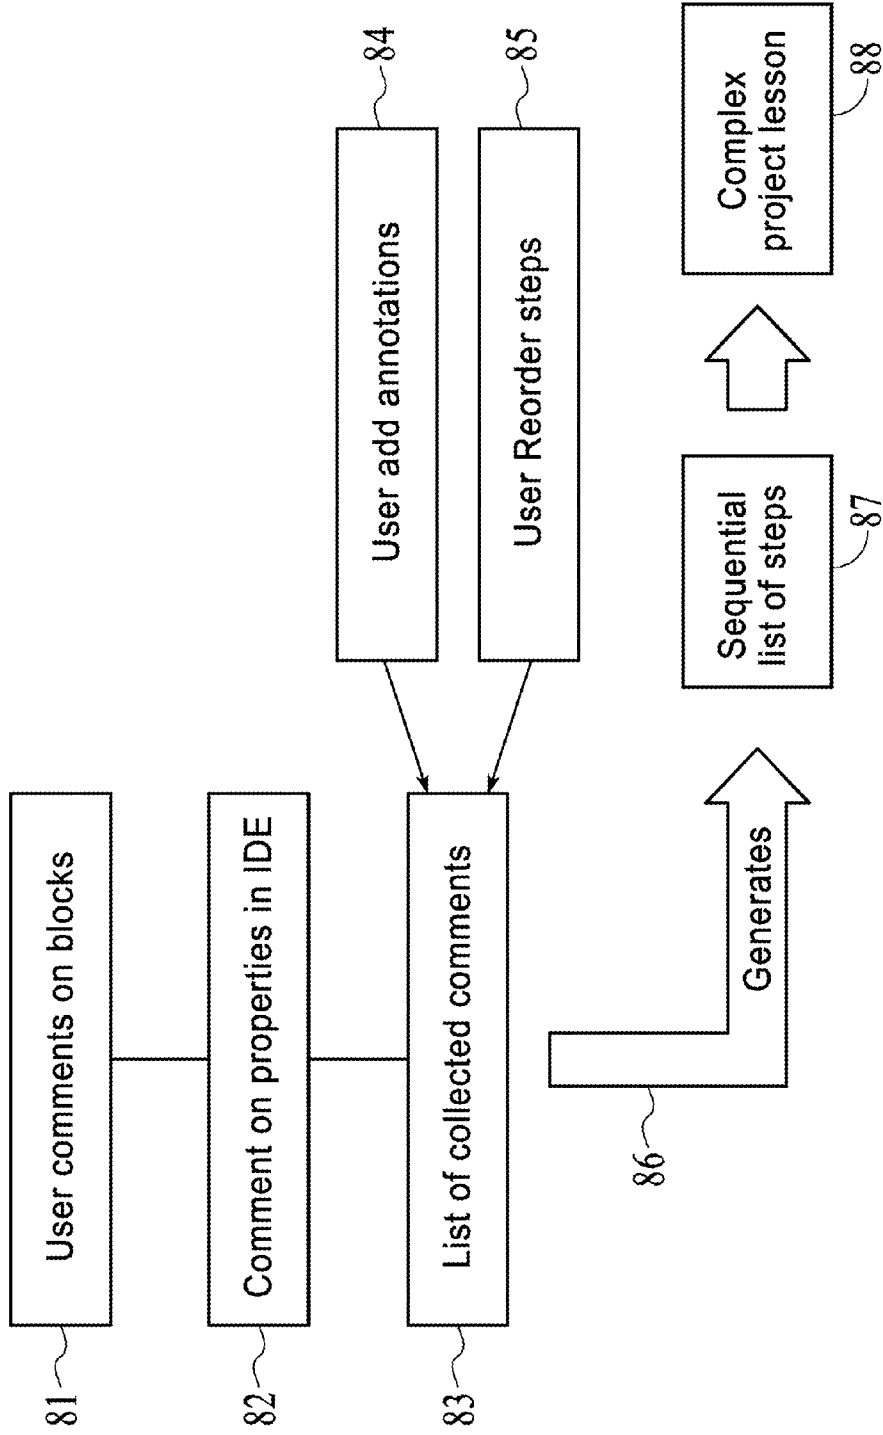 81
User comments on blocks
82
Comment on properties in IDE
83
List of collected comments
84
User add annotations
85
User Reorder steps
86
Generates
87
Sequential
list of steps
88
Complex
project lesson